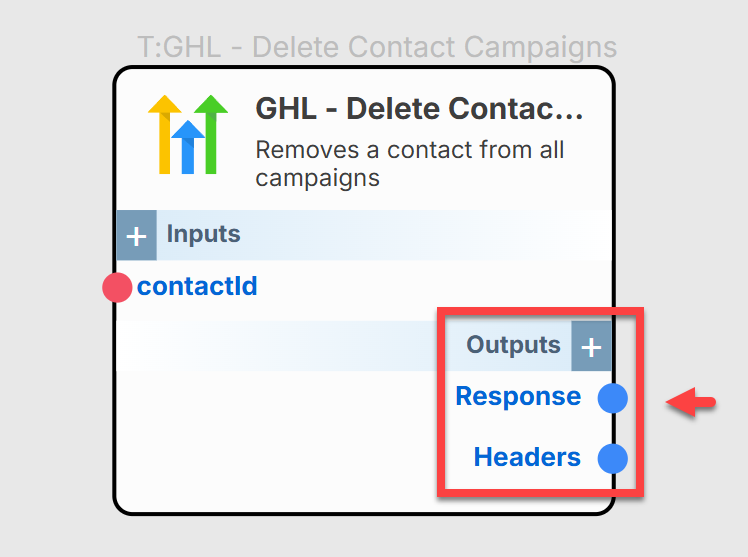 T:GHL - Delete Contact Campaigns
GHL - Delete Contac...
Removes a contact from all
campaigns
+ Inputs
contactId
Outputs +
Response
Headers